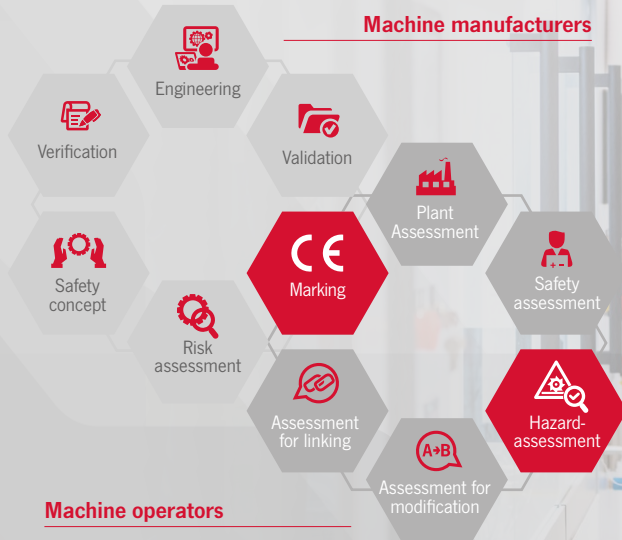 Machine manufacturers
Engineering
Verification
Validation
Plant
Assessment
Safety
concept
CE
Marking
Safety
assessment
Risk
assessment
Assessment
for linking
Hazard-
assessment
A→B
Assessment for
modification
Machine operators